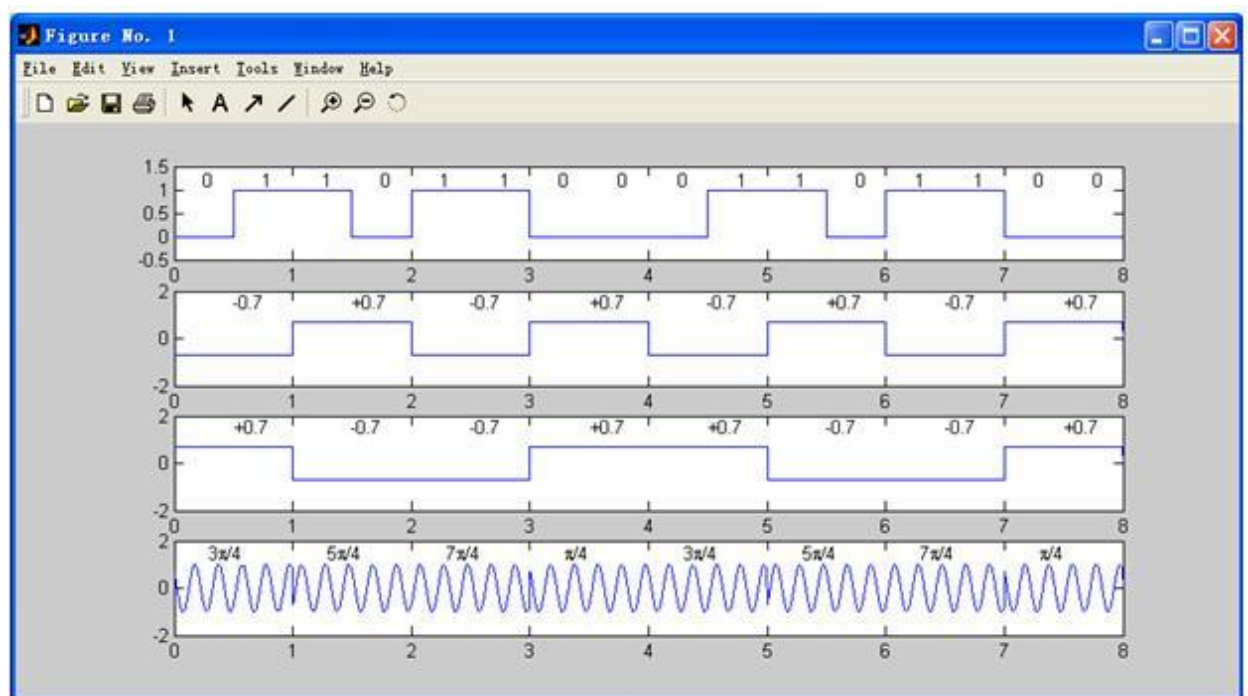 Figure No. 1
File Edit View Insert Tools Window Help
A
1.5
0 1 1 0 1 1 0 0 0 1 1 0 1 1 0 0
1
0.5
0
-0.5
0 1 2 3 4 5 6 7 8
2
-0.7 +0.7 -0.7 +0.7 -0.7 +0.7 -0.7 +0.7
0
-2
0 1 2 3 4 5 6 7 8
2
+0.7 -0.7 -0.7 +0.7 +0.7 -0.7 -0.7 +0.7
0
-2
0 1 2 3 4 5 6 7 8
2
3π/4 5π/4 7π/4 π/4 3π/4 5π/4 7π/4 π/4
0
-2
0 1 2 3 4 5 6 7 8